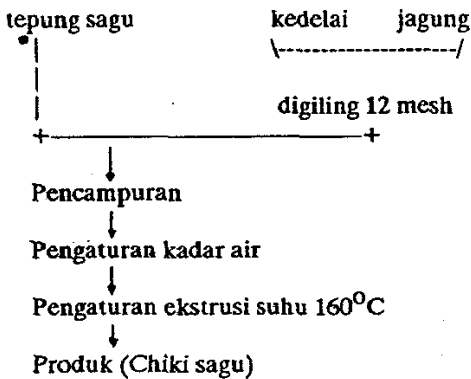 tepung sagu kedelai jagung
digiling 12 mesh
Pencampuran
Pengaturan kadar air
Pengaturan ekstrusi suhu 160°C
Produk (Chiki sagu)